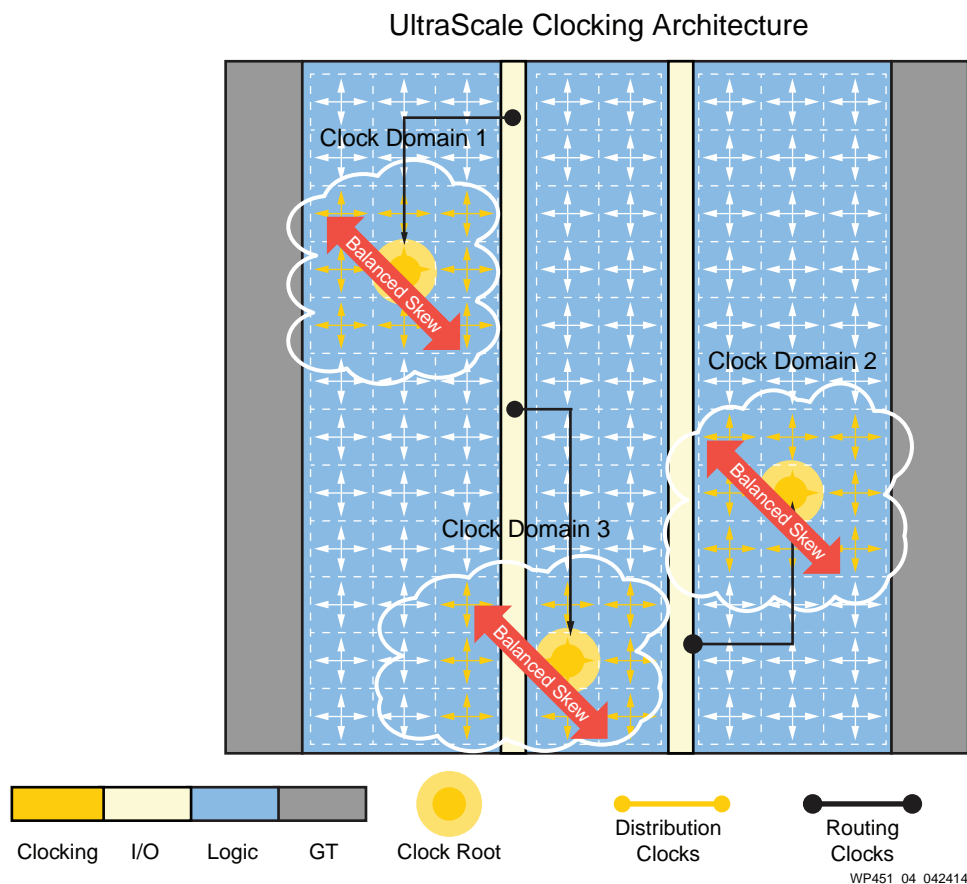 UltraScale Clocking Architecture
Clock Domain 1
Balanced Skew
Clock Domain 2
Balanced Skew
Clock Domain 3
Balanced Skew
Clocking I/O Logic GT Clock Root
Distribution Clocks
Routing Clocks
WP451_04_042414